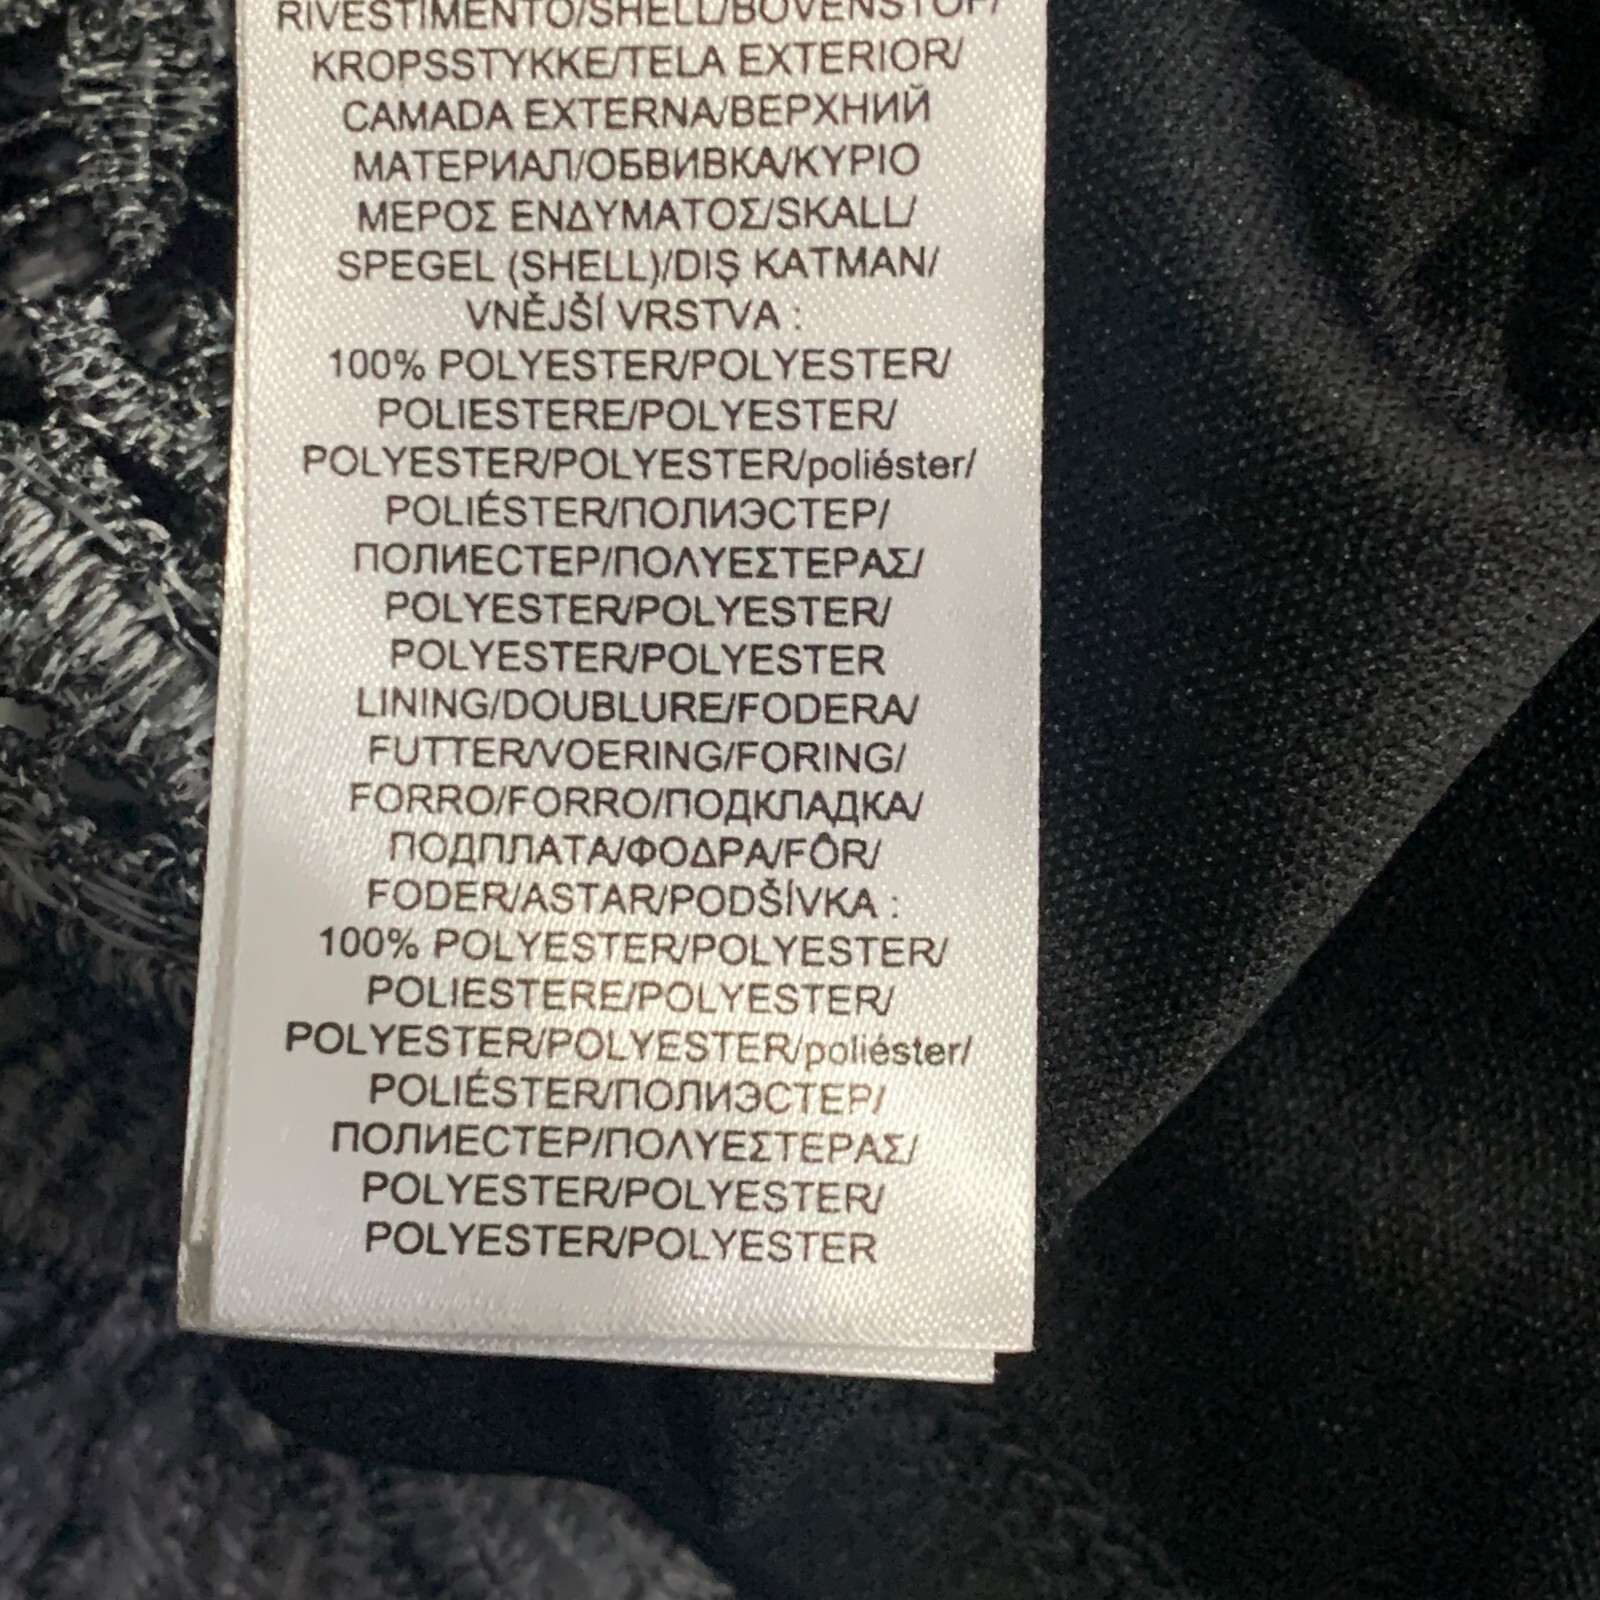 RIVESTIMENTO/SHELL/BOVENSTOF/
KROPSSTYKKE/TELA EXTERIOR/
CAMADA EXTERNA/ВЕРХНИЙ
МАТЕРИАЛ/ОБВИВКА/ΚΥΡΙΟ
ΜΕΡΟΣ ΕΝΔΥΜΑΤΟΣ/SKALL/
SPEGEL (SHELL)/DIŞ KATMAN/
VNĚJŠÍ VRSTVA :
100% POLYESTER/POLYESTER/
POLIESTERE/POLYESTER/
POLYESTER/POLYESTER/poliéster/
POLIÉSTER/ПОЛИЭСТЕР/
ПОЛИЕСТЕР/ΠΟΛΥΕΣΤΕΡΑΣ/
POLYESTER/POLYESTER/
POLYESTER/POLYESTER
LINING/DOUBLURE/FODERA/
FUTTER/VOERING/FORING/
FORRO/FORRO/ПОДКЛАДКА/
ПОДПЛАТА/ΦΟΔΡΑ/FÔR/
FODER/ASTAR/PODŠÍVKA :
100% POLYESTER/POLYESTER/
POLIESTERE/POLYESTER/
POLYESTER/POLYESTER/poliéster/
POLIÉSTER/ПОЛИЭСТЕР/
ПОЛИЕСТЕР/ΠΟΛΥΕΣΤΕΡΑΣ/
POLYESTER/POLYESTER/
POLYESTER/POLYESTER